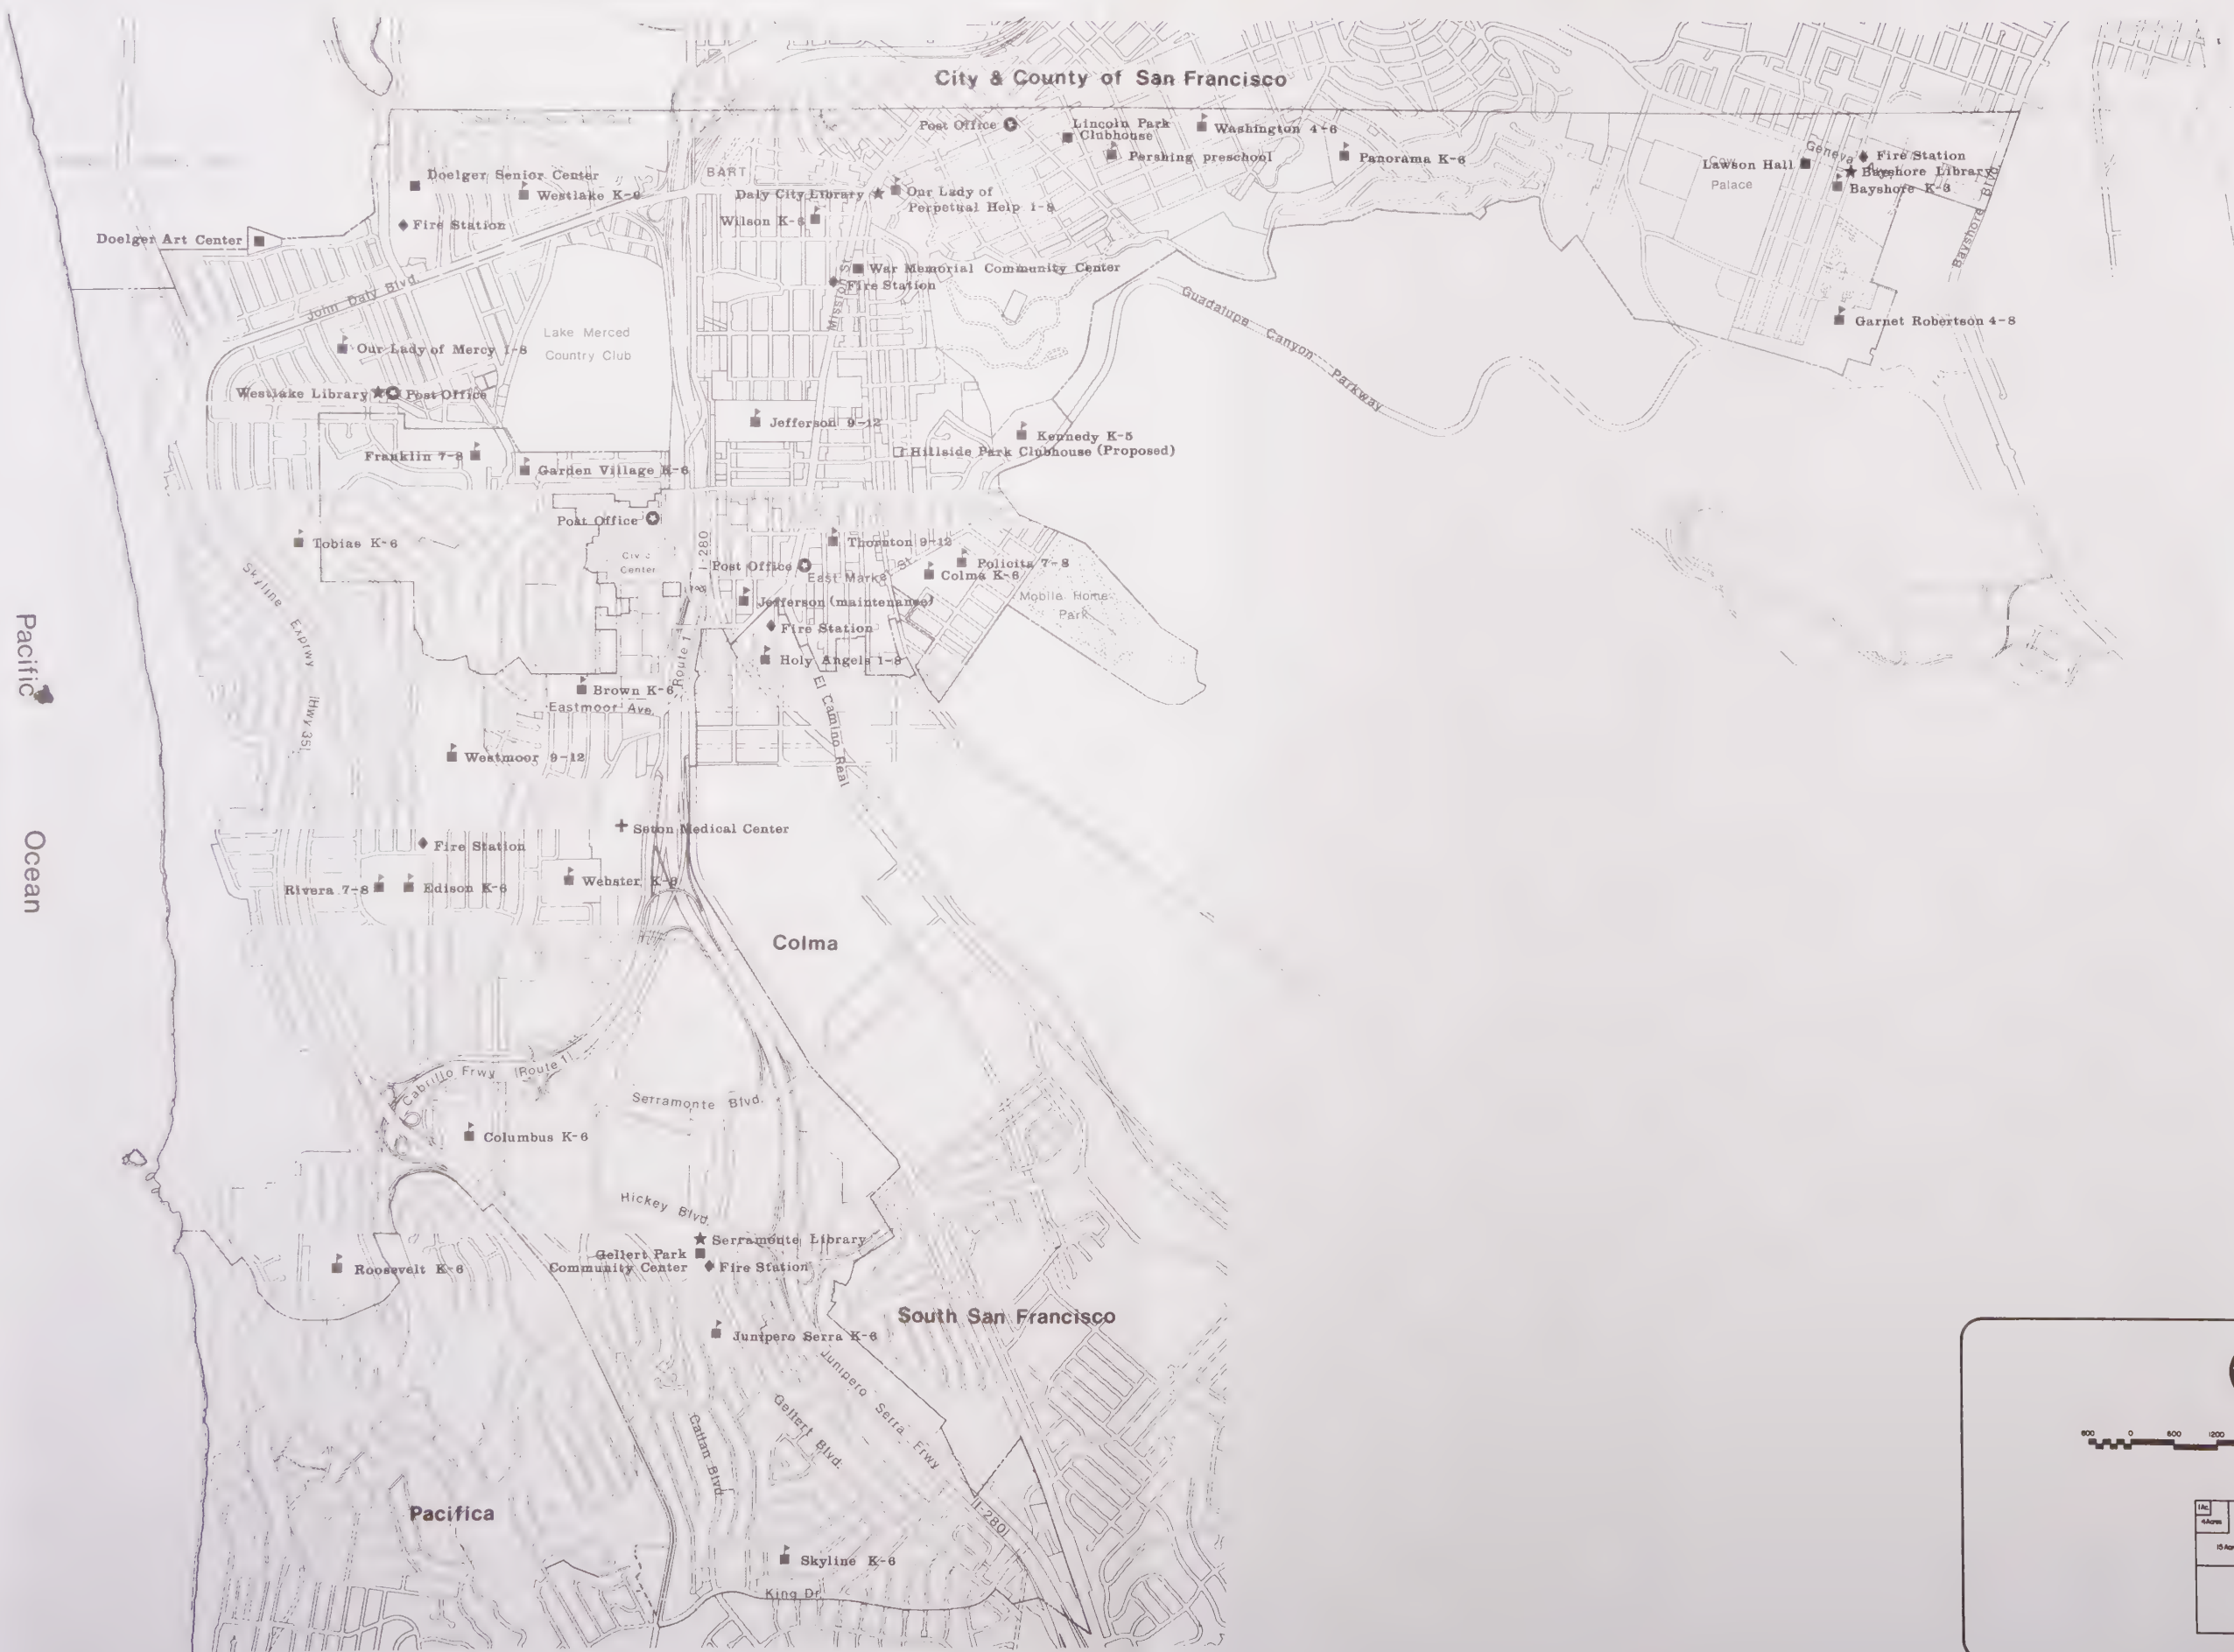 City & County of San Francisco
Post Office
Lincoln Park
Clubhouse
Washington 4-6
Pershing preschool
Panorama K-6
Geneva
Fire Station
Lawson Hall
Cow
Palace
Bayshore Library
Bayshore K-3
Bayshore Blvd.
BART
Doelger Senior Center
Westlake K-6
Daly City Library
Our Lady of
Perpetual Help 1-8
Wilson K-6
Fire Station
Doelger Art Center
War Memorial Community Center
Fire Station
Mission St
John Daly Blvd.
Guadalupe Canyon Parkway
Garnet Robertson 4-8
Lake Merced
Country Club
Our Lady of Mercy 1-8
Westlake Library
Post Office
Jefferson 9-12
Kennedy K-5
Hillside Park Clubhouse (Proposed)
Franklin 7-8
Garden Village K-6
Post Office
I-280
Tobias K-6
Thornton 9-12
Civic
Center
Post Office
East Market St.
Policita 7-8
Colma K-6
Skyline Exprwy (Hwy 35)
Jefferson (maintenance)
Mobile Home
Park
Fire Station
Route 1
Holy Angels 1-8
Pacific
Ocean
Brown K-6
Eastmoor Ave.
El Camino Real
Westmoor 9-12
Seton Medical Center
Fire Station
Rivera 7-8
Edison K-6
Webster K-6
Colma
Cabrillo Frwy (Route 1)
Serramonte Blvd.
Columbus K-6
Hickey Blvd.
Serramonte Library
Gellert Park
Community Center
Fire Station
Roosevelt K-6
South San Francisco
Junipero Serra K-6
Junipero Serra Frwy
(I-280)
Gellert Blvd.
Callan Blvd.
Pacifica
Skyline K-6
King Dr.
600 0 600 1200
1Ac.
4Acres